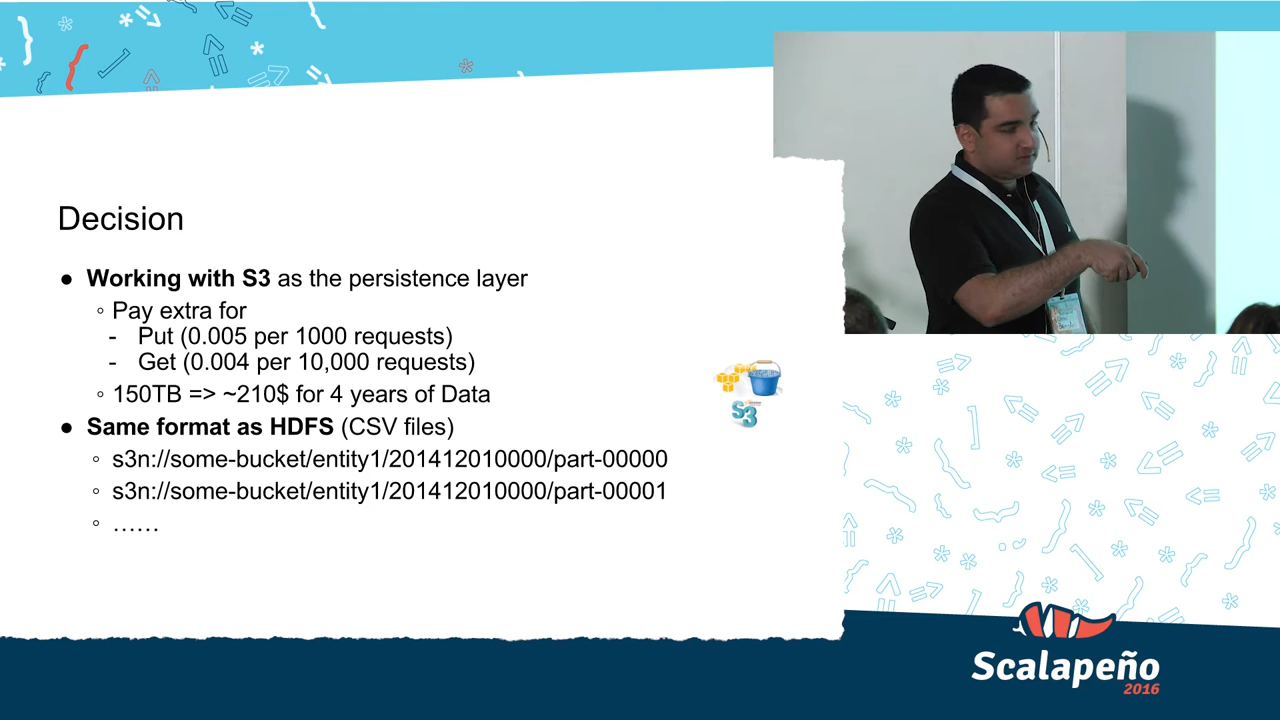 Decision
● Working with S3 as the persistence layer
◦ Pay extra for
- Put (0.005 per 1000 requests)
- Get (0.004 per 10,000 requests)
◦ 150TB => ~210$ for 4 years of Data
● Same format as HDFS (CSV files)
◦ s3n://some-bucket/entity1/201412010000/part-00000
◦ s3n://some-bucket/entity1/201412010000/part-00001
◦ ……
S3
Scalapeño
2016